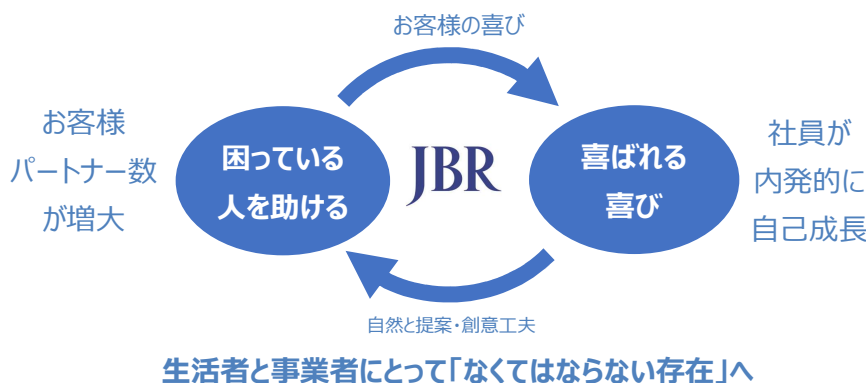 お客様の喜び
お客様
パートナー数
が増大
困っている
人を助ける
JBR
喜ばれる
喜び
社員が
内発的に
自己成長
自然と提案・創意工夫
生活者と事業者にとって「なくてはならない存在」へ